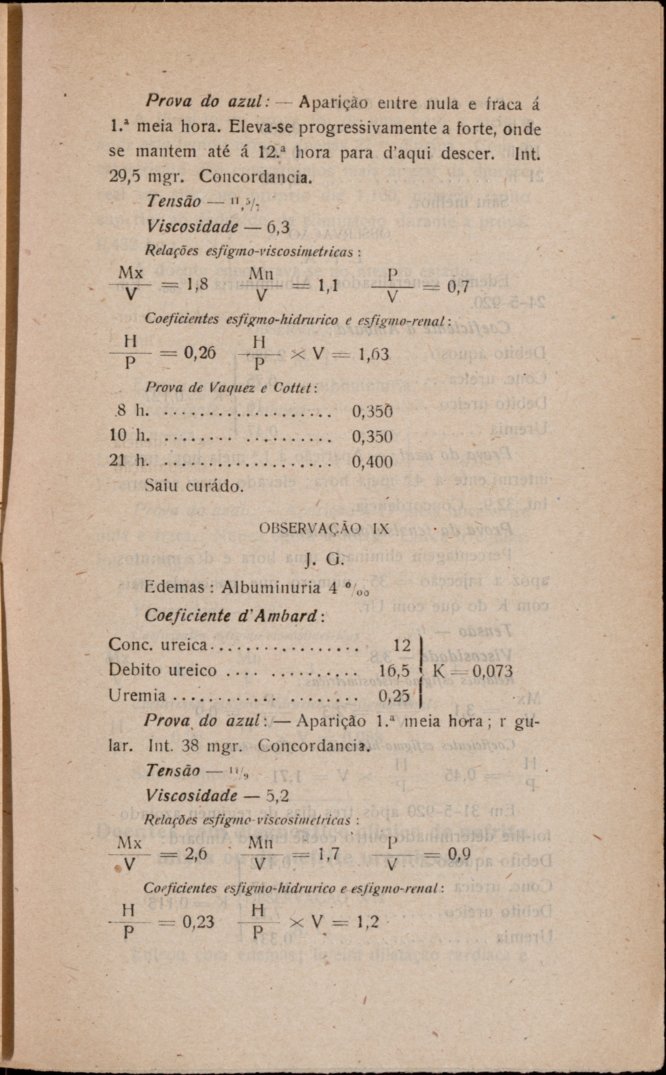 Prova do azul: — Aparição entre nula e fraca á
1.ª meia hora. Eleva-se progressivamente a forte, onde
se mantem até á 12.ª hora para d'aqui descer. Int.
29,5 mgr. Concordancia.
Tensão —
Viscosidade — 6,3
Relações esfigmo-viscosimetricas :
Mx/V = 1,8 Mn/V = 1,1 P/V = 0,7
Coeficientes esfigmo-hidrurico e esfigmo-renal:
H/P = 0,26 H/P × V = 1,63
Prova de Vaquez e Cottet:
8 h. .................... 0,350
10 h. .................... 0,350
21 h. .................... 0,400
Saiu curádo.
OBSERVAÇÃO IX
J. G.
Edemas : Albuminuria 4 ⁰/₀₀
Coeficiente d'Ambard:
Conc. ureica................. 12
Debito ureico .... ............ 16,5 K = 0,073
Uremia .... .................. 0,25
Prova do azul: — Aparição 1.ª meia hora; r gu-
lar. Int. 38 mgr. Concordancia.
Tensão — ¹¹/₉
Viscosidade — 5,2
Relações esfigmo-viscosimetricas :
Mx/V = 2,6 Mn/V = 1,7 P/V = 0,9
Coeficientes esfigmo-hidrurico e esfigmo-renal:
H/P = 0,23 H/P × V = 1,2